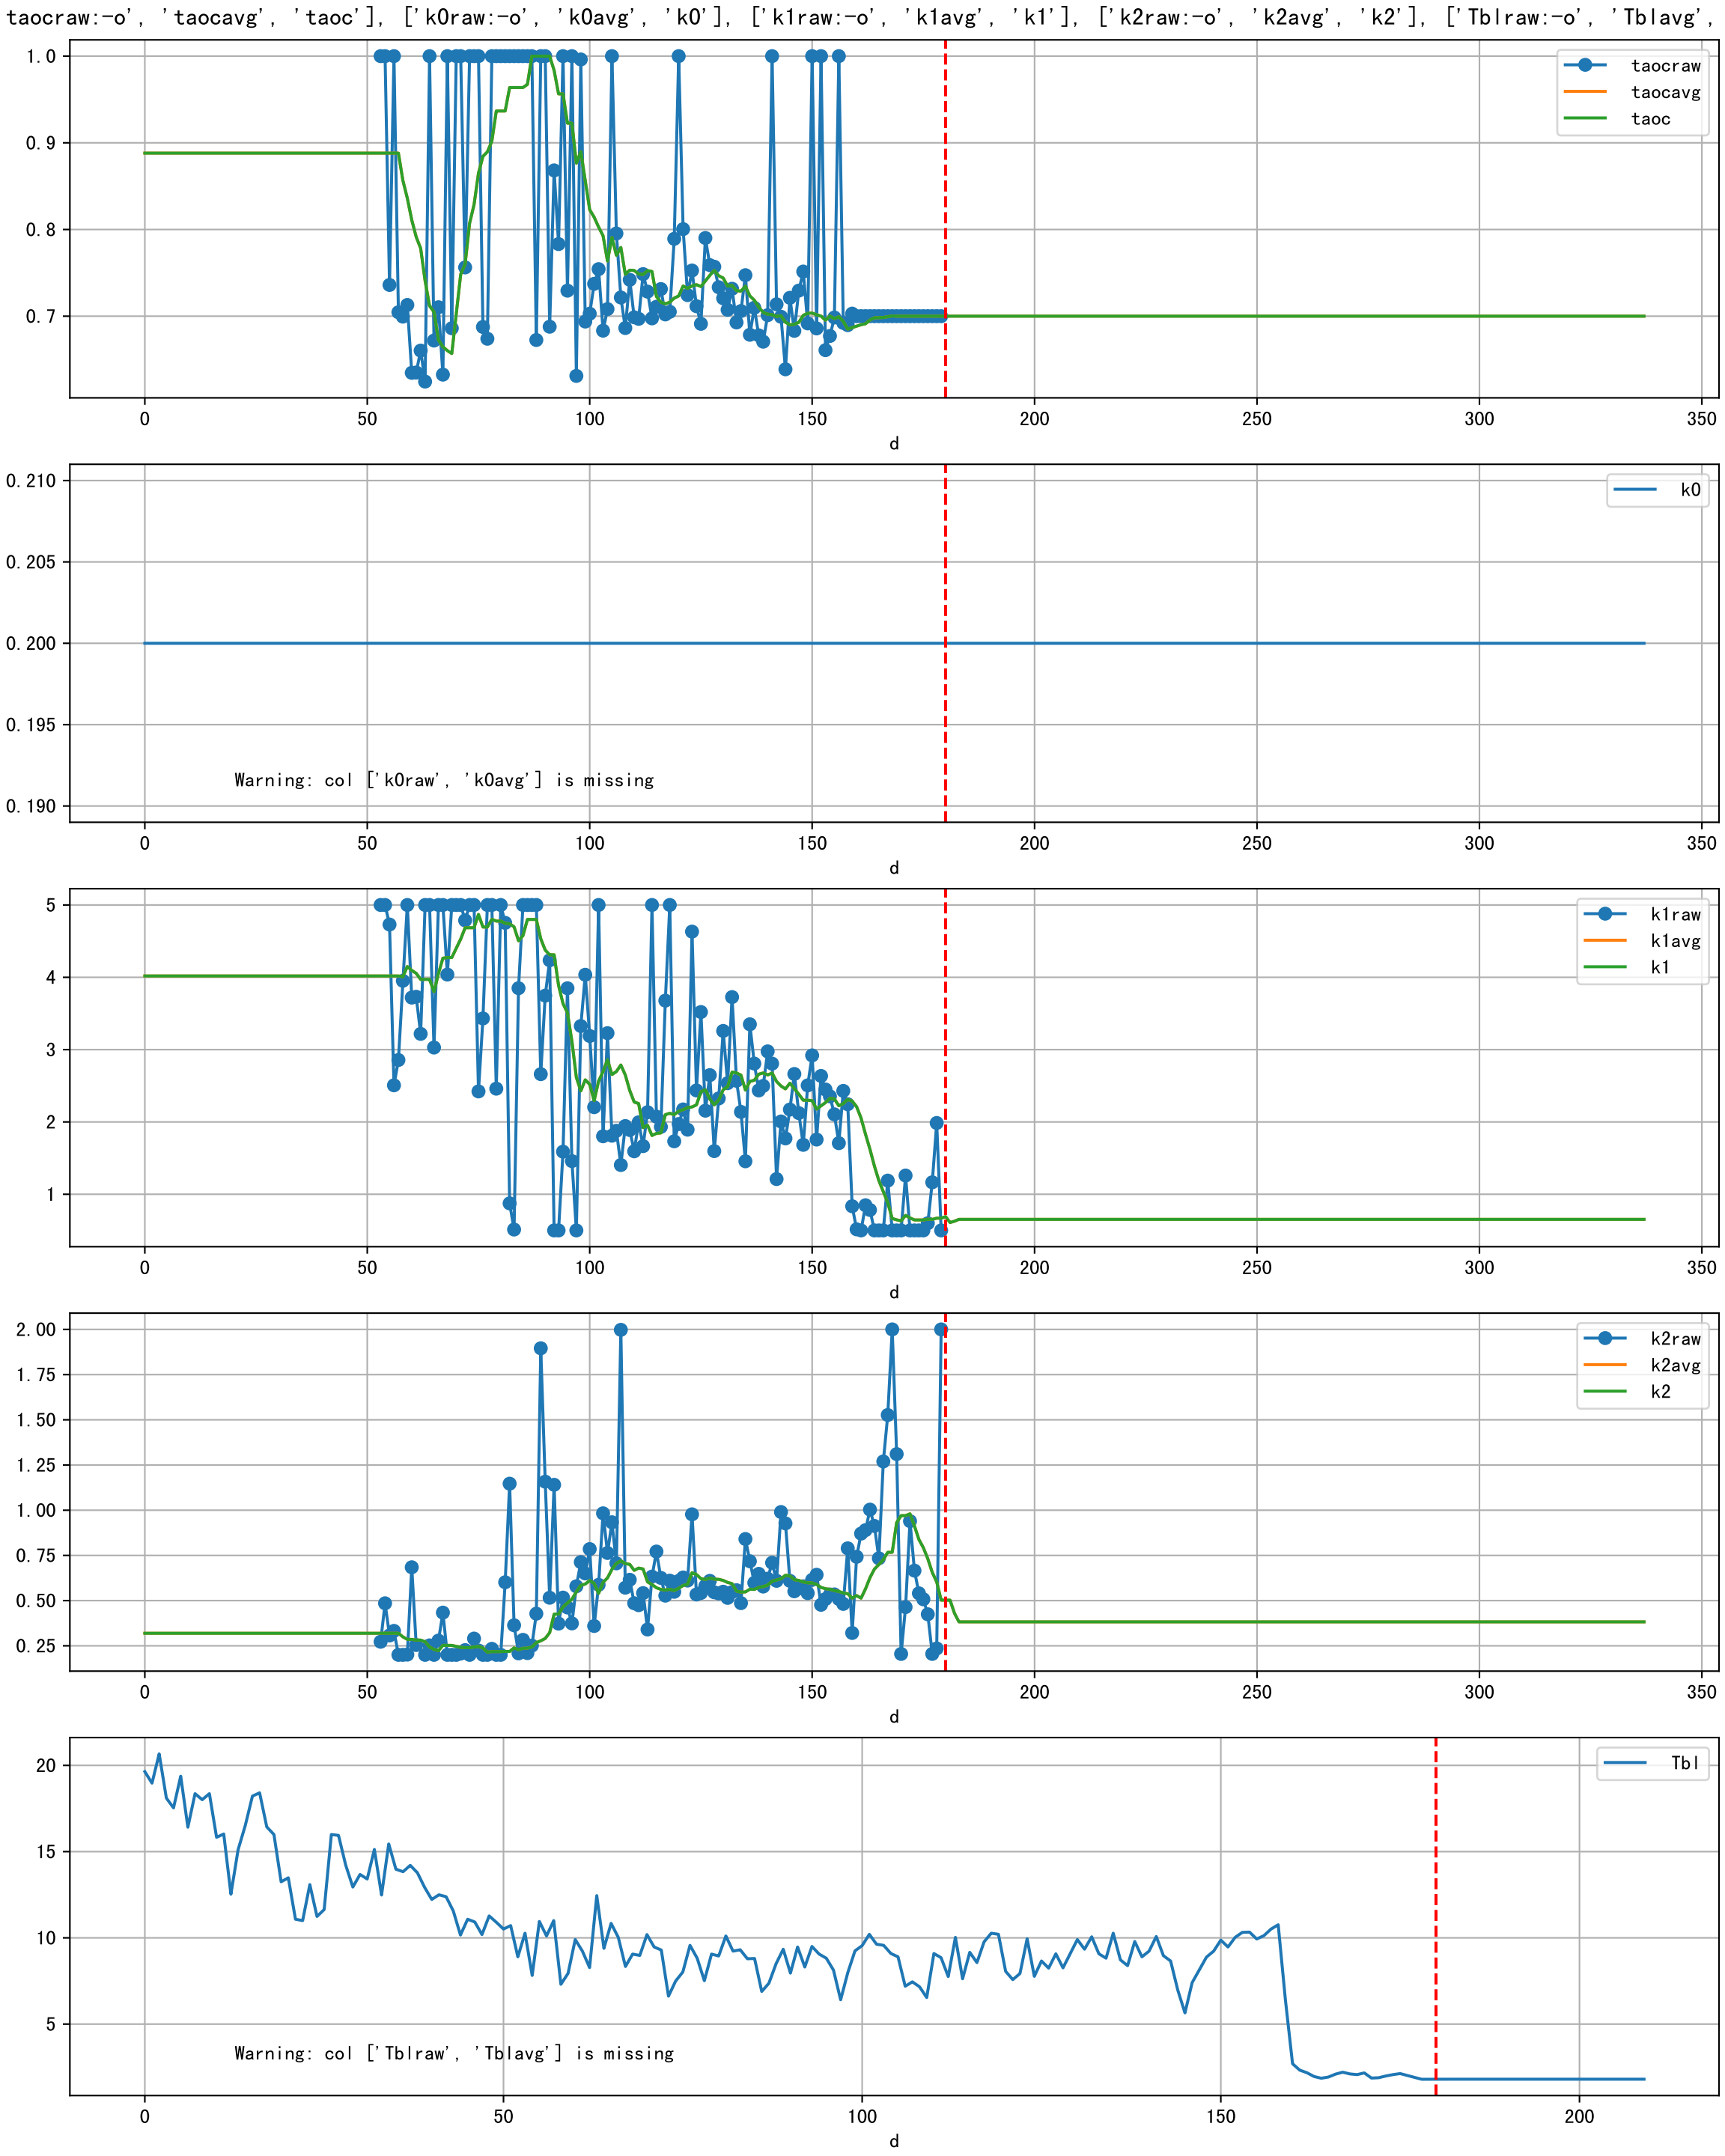 taocraw:-o', 'taocavg', 'taoc'], ['k0raw:-o', 'k0avg', 'k0'], ['k1raw:-o', 'k1avg', 'k1'], ['k2raw:-o', 'k2avg', 'k2'], ['Tblraw:-o', 'Tblavg',
1.0
0.9
0.8
0.7
taocraw
taocavg
taoc
0 50 100 150 200 250 300 350
d
0.210
0.205
0.200
0.195
0.190
k0
Warning: col ['k0raw', 'k0avg'] is missing
0 50 100 150 200 250 300 350
d
5
4
3
2
1
k1raw
k1avg
k1
0 50 100 150 200 250 300 350
d
2.00
1.75
1.50
1.25
1.00
0.75
0.50
0.25
k2raw
k2avg
k2
0 50 100 150 200 250 300 350
d
20
15
10
5
Tbl
Warning: col ['Tblraw', 'Tblavg'] is missing
0 50 100 150 200
d